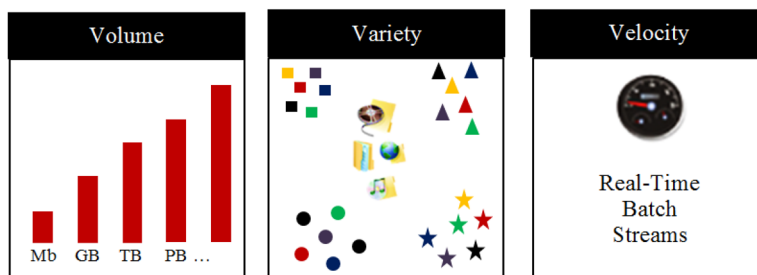 Volume
Variety
Velocity
Mb GB TB PB ...
Real-Time
Batch
Streams